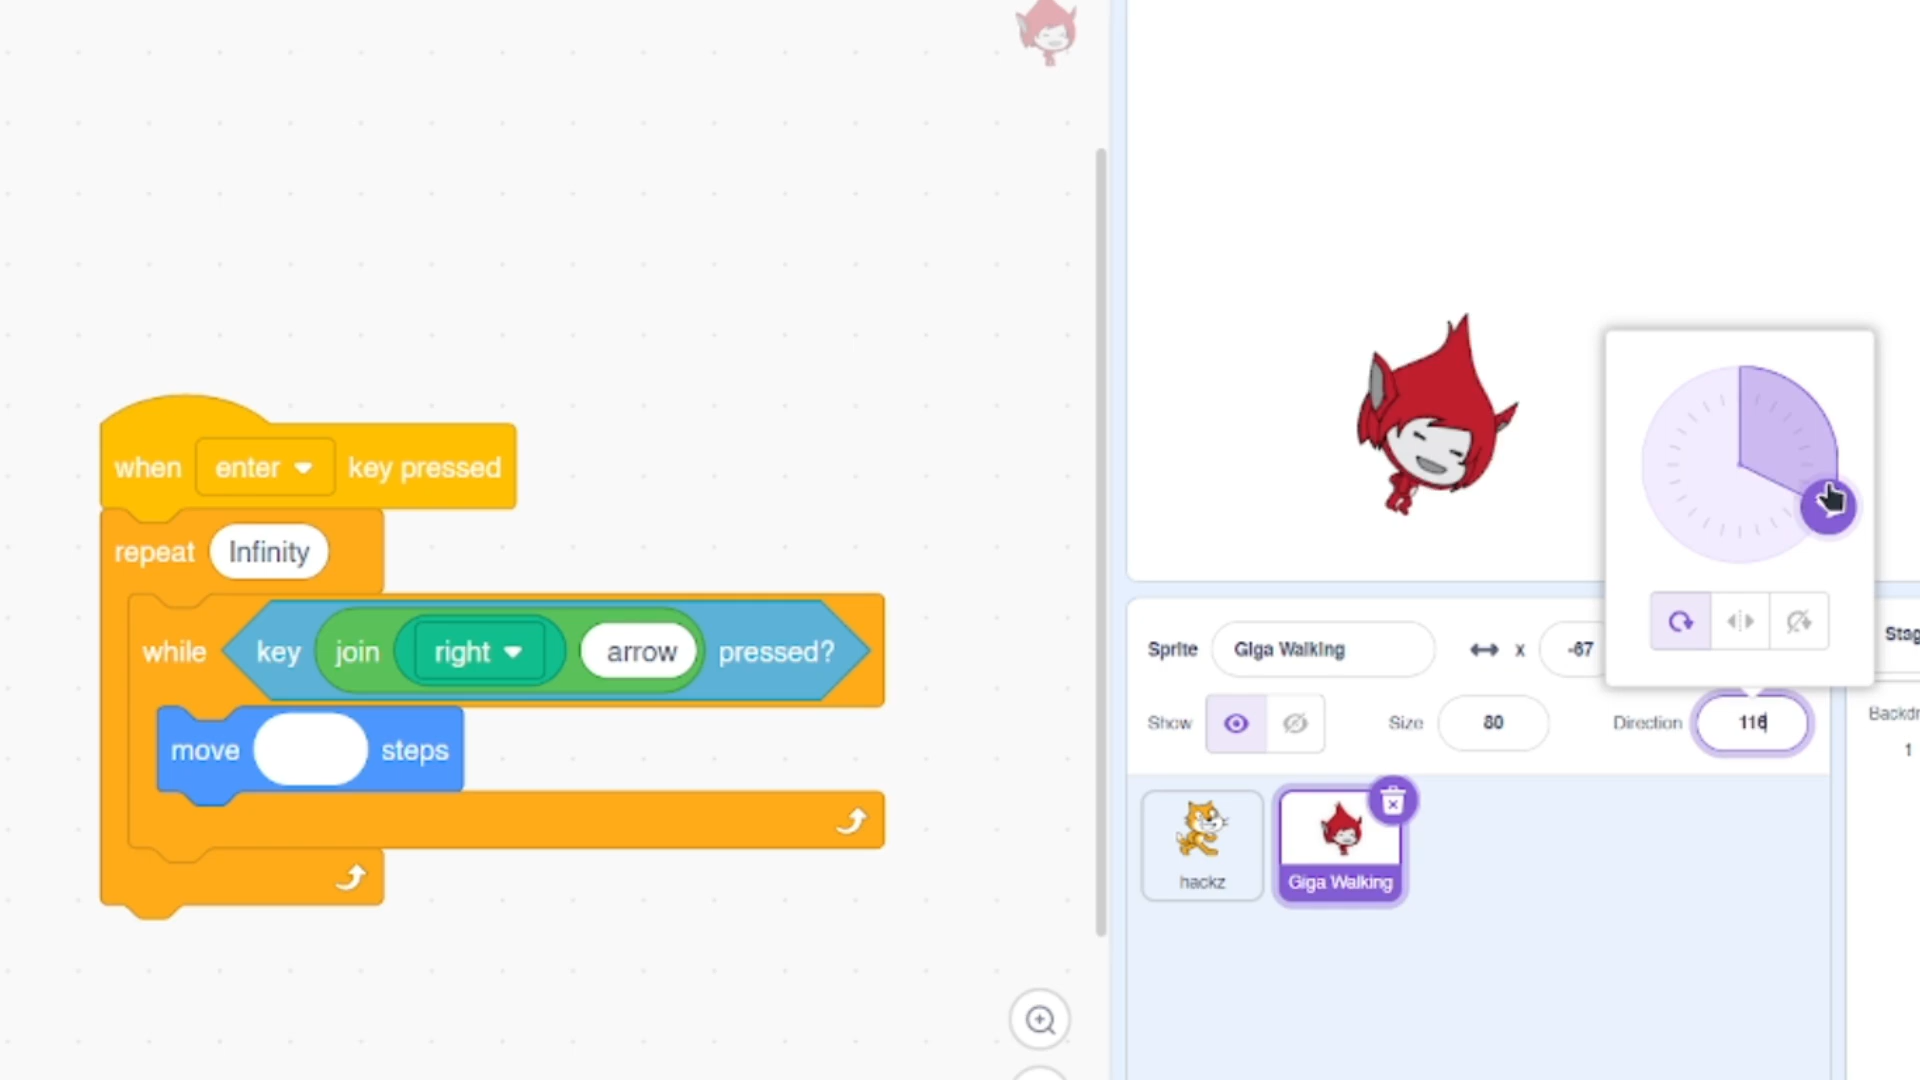 when enter key pressed
repeat Infinity
while key join right arrow pressed?
move steps
Sprite Giga Walking x -67
Show Size 80 Direction 116
hackz
Giga Walking
1